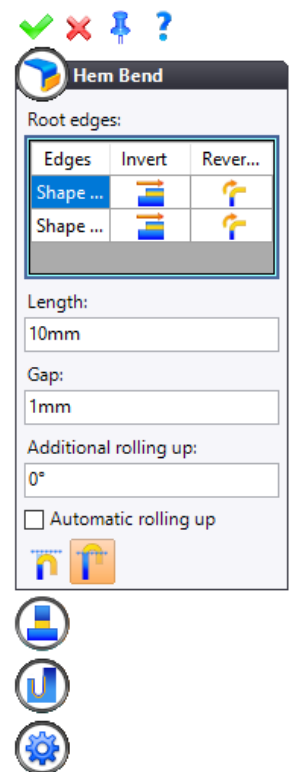 ?
Hem Bend
Root edges:
Edges Invert Rever...
Shape ...
Shape ...
Length:
10mm
Gap:
1mm
Additional rolling up:
0°
Automatic rolling up